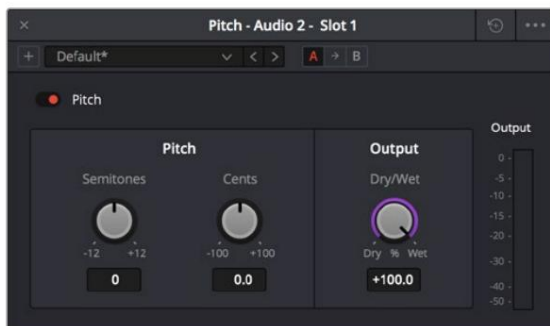 Pitch - Audio 2 - Slot 1
Default*
A
B
Pitch
Pitch
Semitones
-12 +12
0
Cents
-100 +100
0.0
Output
Dry/Wet
Dry % Wet
+100.0
Output
0 -
-5 -
-10 -
-15 -
-20 -
-30 -
-40 -
-50 -